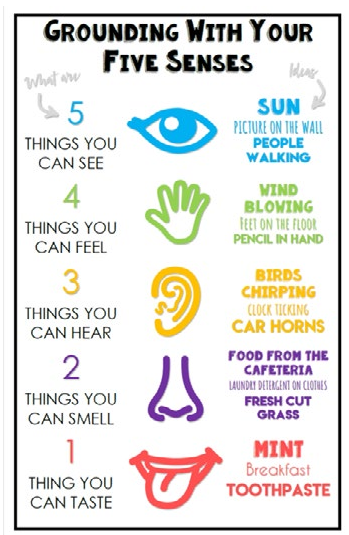 GROUNDING WITH YOUR
FIVE SENSES
What are
Ideas
5
THINGS YOU
CAN SEE
SUN
PICTURE ON THE WALL
PEOPLE
WALKING
4
THINGS YOU
CAN FEEL
WIND
BLOWING
FEET ON THE FLOOR
PENCIL IN HAND
3
THINGS YOU
CAN HEAR
BIRDS
CHIRPING
CLOCK TICKING
CAR HORNS
2
THINGS YOU
CAN SMELL
FOOD FROM THE
CAFETERIA
LAUNDRY DETERGENT ON CLOTHES
FRESH CUT
GRASS
1
THING YOU
CAN TASTE
MINT
Breakfast
TOOTHPASTE